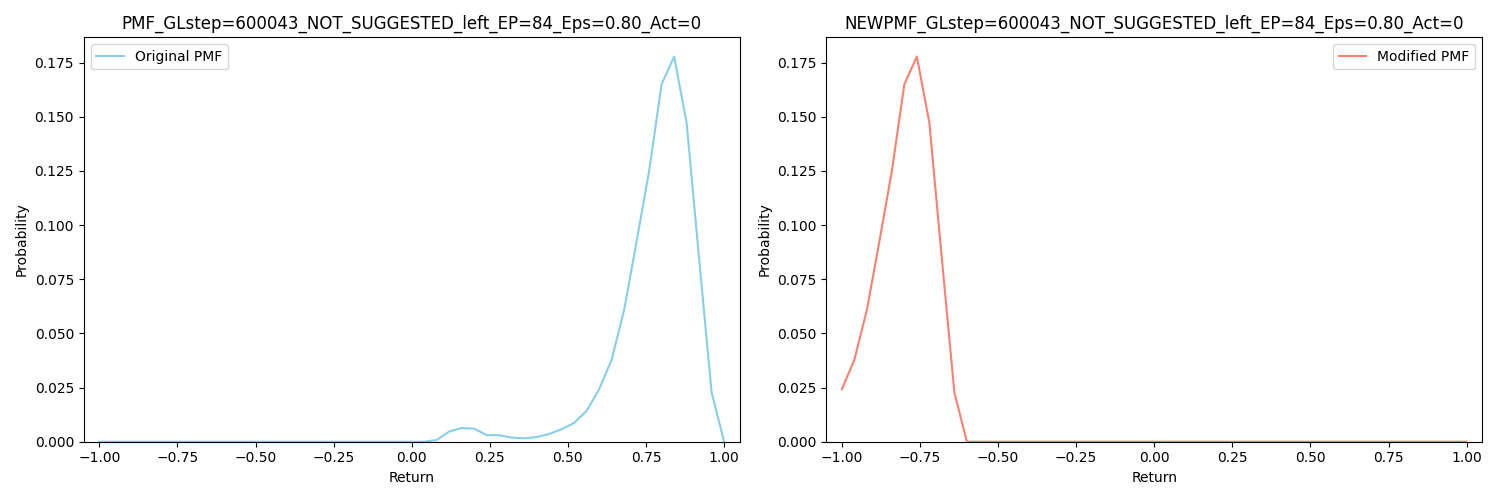 PMF_GLstep=600043_NOT_SUGGESTED_left_EP=84_Eps=0.80_Act=0
Original PMF
Probability
0.175
0.150
0.125
0.100
0.075
0.050
0.025
0.000
−1.00 −0.75 −0.50 −0.25 0.00 0.25 0.50 0.75 1.00
Return
NEWPMF_GLstep=600043_NOT_SUGGESTED_left_EP=84_Eps=0.80_Act=0
Modified PMF
Probability
0.175
0.150
0.125
0.100
0.075
0.050
0.025
0.000
−1.00 −0.75 −0.50 −0.25 0.00 0.25 0.50 0.75 1.00
Return